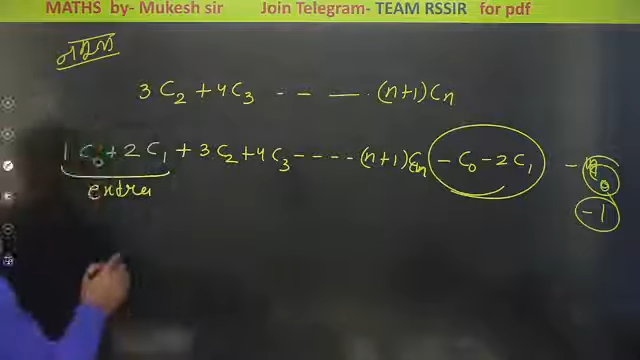 MATHS by- Mukesh sir Join Telegram- TEAM RSSIR for pdf
3 C₂ + 4 C₃ - - — · (n+1) Cn
1 C₀ + 2 C₁ + 3 C₂ + 4 C₃ - - - - · (n+1) Cn - C₀ - 2 C₁
extra
- 1